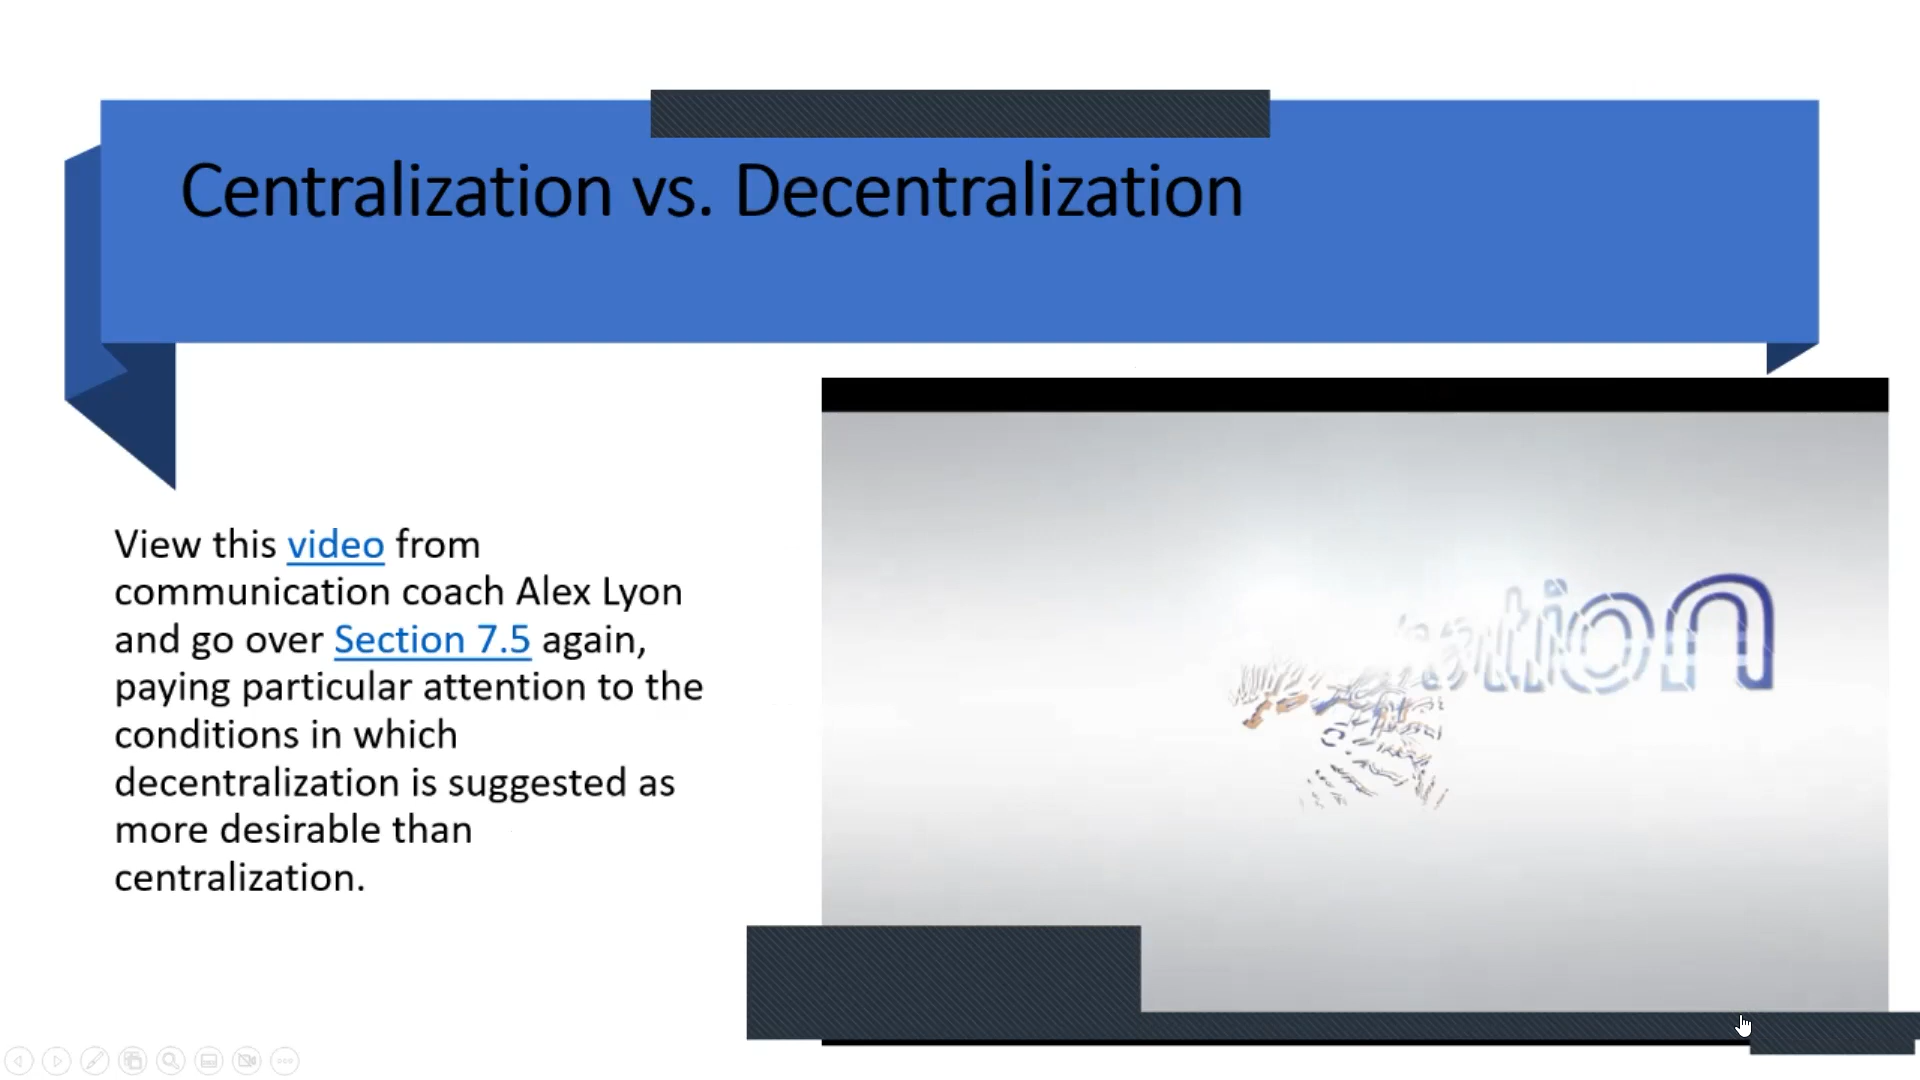 Centralization vs. Decentralization
View this video from
communication coach Alex Lyon
and go over Section 7.5 again,
paying particular attention to the
conditions in which
decentralization is suggested as
more desirable than
centralization.